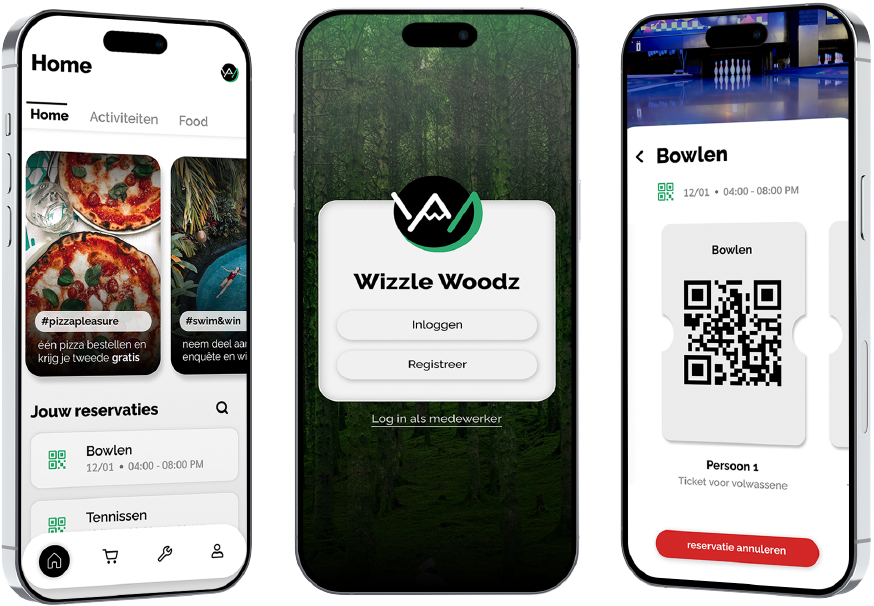 Home
Home Activiteiten Food
#pizzapleasure
één pizza bestellen en
krijg je tweede gratis
#swim&win
neem deel aan
enquête en wi
Jouw reservaties
Bowlen
12/01 • 04:00 - 08:00 PM
Tennissen
Wizzle Woodz
Inloggen
Registreer
Log in als medewerker
Bowlen
12/01 • 04:00 - 08:00 PM
Bowlen
Persoon 1
Ticket voor volwassene
reservatie annuleren